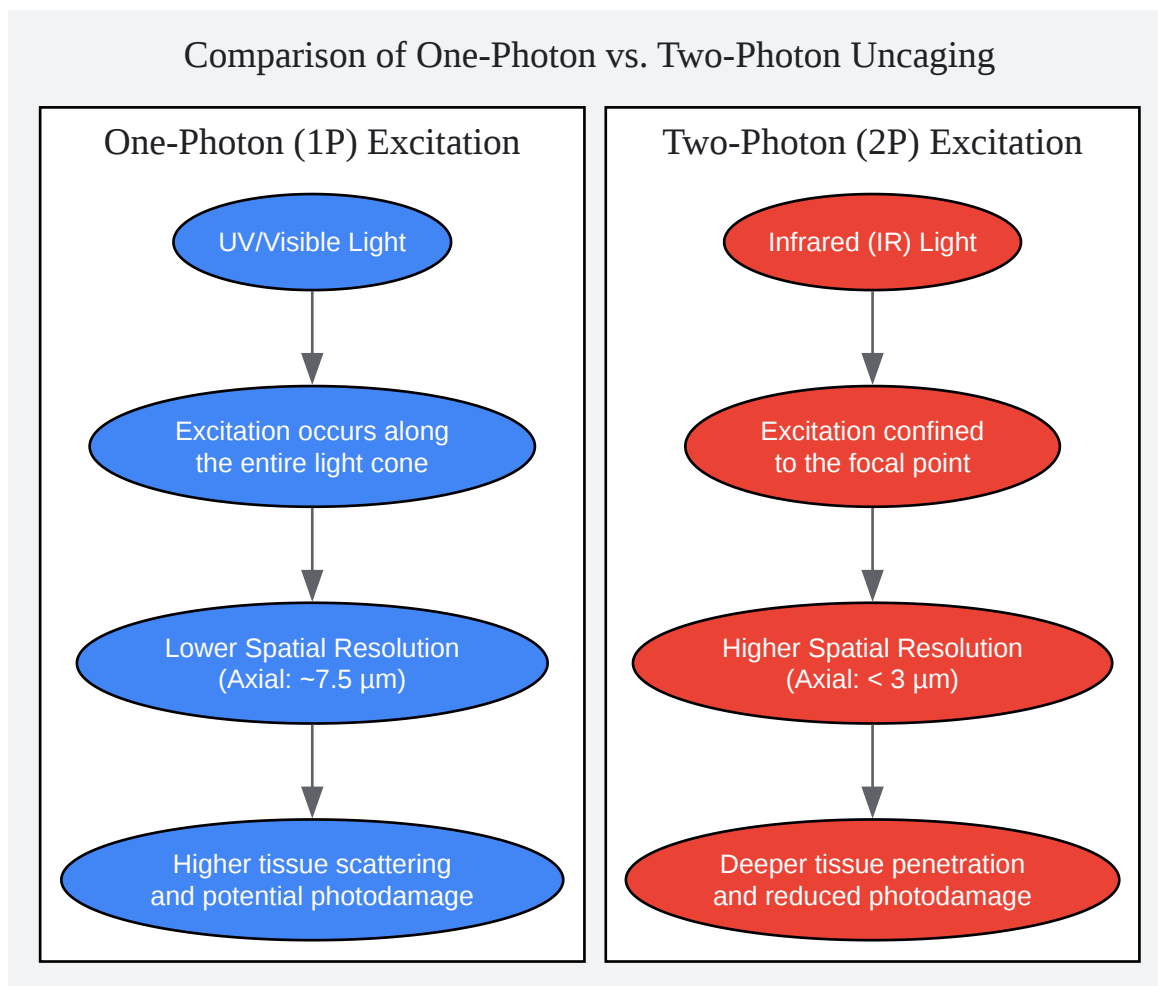 Comparison of One-Photon vs. Two-Photon Uncaging
One-Photon (1P) Excitation
UV/Visible Light
Excitation occurs along
the entire light cone
Lower Spatial Resolution
(Axial: ~7.5 µm)
Higher tissue scattering
and potential photodamage
Two-Photon (2P) Excitation
Infrared (IR) Light
Excitation confined
to the focal point
Higher Spatial Resolution
(Axial: < 3 µm)
Deeper tissue penetration
and reduced photodamage